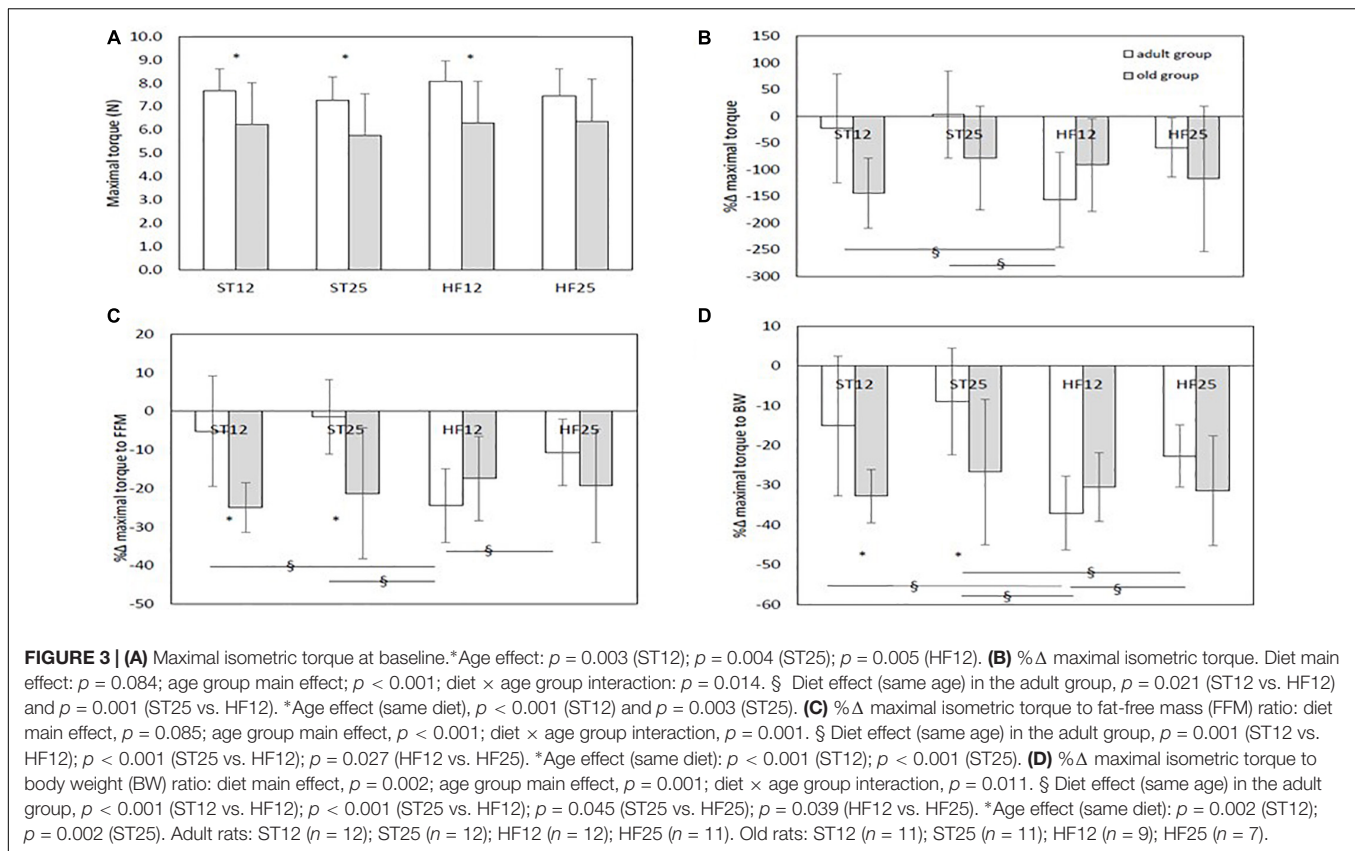 A
Maximal torque (N)
10.0
9.0
8.0
7.0
6.0
5.0
4.0
3.0
2.0
1.0
0.0
* * *
ST12 ST25 HF12 HF25
B
%Δ maximal torque
150
100
50
0
-50
-100
-150
-200
-250
-300
adult group
old group
ST12 ST25 HF12 HF25
§
§
C
%Δ maximal torque to FFM
20
10
0
-10
-20
-30
-40
-50
ST12 ST25 HF12 HF25
* *
§
§
§
D
%Δ maximal torque to BW
10
0
-10
-20
-30
-40
-50
-60
ST12 ST25 HF12 HF25
* *
§
§
§
§
FIGURE 3 | (A) Maximal isometric torque at baseline.*Age effect: p = 0.003 (ST12); p = 0.004 (ST25); p = 0.005 (HF12). (B) %Δ maximal isometric torque. Diet main
effect: p = 0.084; age group main effect; p < 0.001; diet × age group interaction: p = 0.014. § Diet effect (same age) in the adult group, p = 0.021 (ST12 vs. HF12)
and p = 0.001 (ST25 vs. HF12). *Age effect (same diet), p < 0.001 (ST12) and p = 0.003 (ST25). (C) %Δ maximal isometric torque to fat-free mass (FFM) ratio: diet
main effect, p = 0.085; age group main effect, p < 0.001; diet × age group interaction, p = 0.001. § Diet effect (same age) in the adult group, p = 0.001 (ST12 vs.
HF12); p < 0.001 (ST25 vs. HF12); p = 0.027 (HF12 vs. HF25). *Age effect (same diet): p < 0.001 (ST12); p < 0.001 (ST25). (D) %Δ maximal isometric torque to
body weight (BW) ratio: diet main effect, p = 0.002; age group main effect, p = 0.001; diet × age group interaction, p = 0.011. § Diet effect (same age) in the adult
group, p < 0.001 (ST12 vs. HF12); p < 0.001 (ST25 vs. HF12); p = 0.045 (ST25 vs. HF25); p = 0.039 (HF12 vs. HF25). *Age effect (same diet): p = 0.002 (ST12);
p = 0.002 (ST25). Adult rats: ST12 (n = 12); ST25 (n = 12); HF12 (n = 12); HF25 (n = 11). Old rats: ST12 (n = 11); ST25 (n = 11); HF12 (n = 9); HF25 (n = 7).